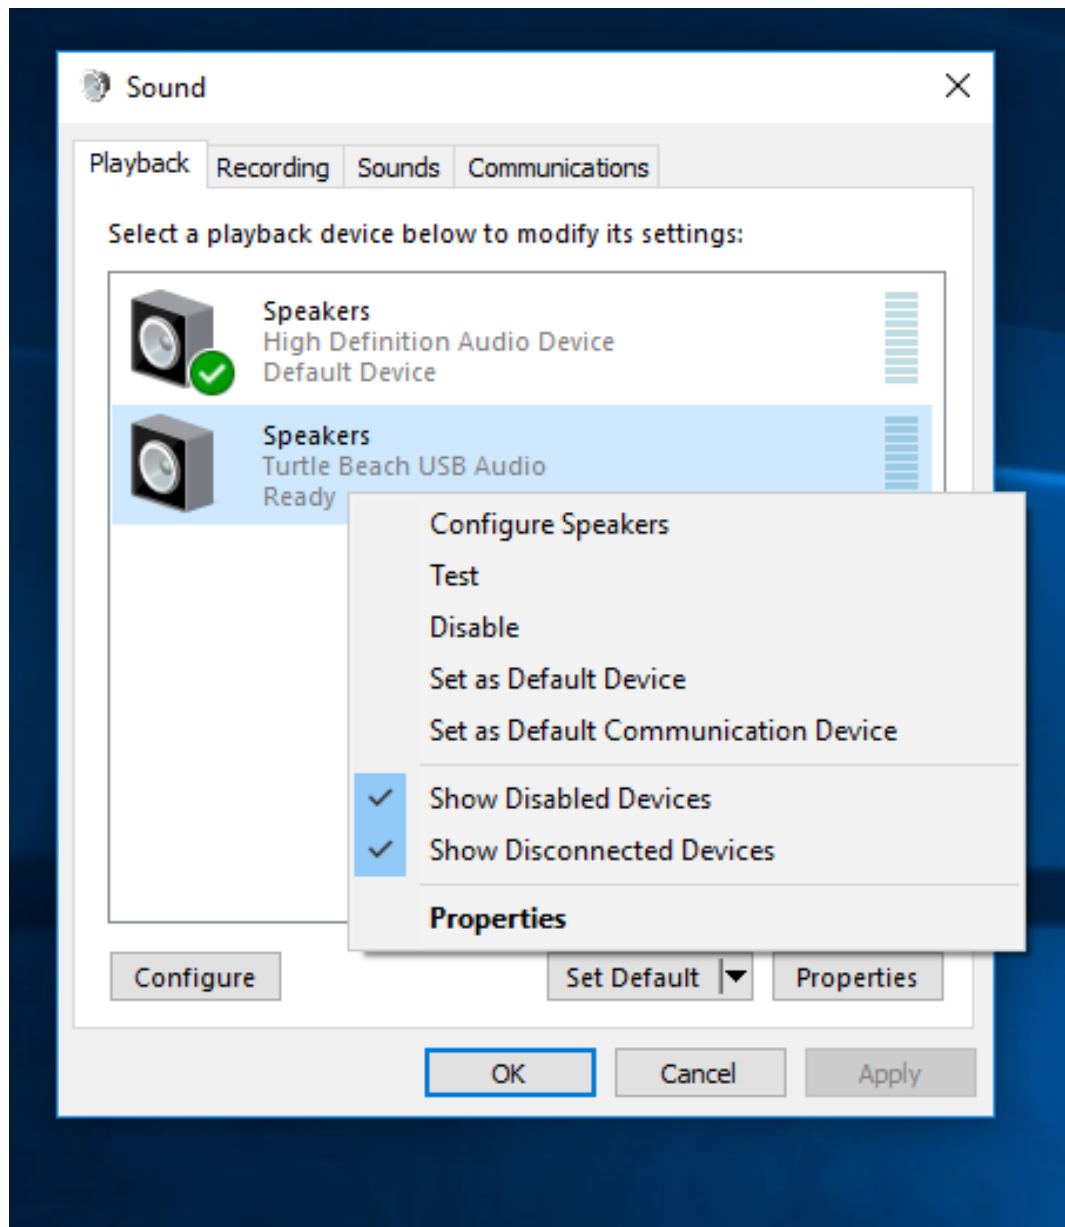 Sound
Playback
Recording
Sounds
Communications
Select a playback device below to modify its settings:
Speakers
High Definition Audio Device
Default Device
Speakers
Turtle Beach USB Audio
Ready
Configure Speakers
Test
Disable
Set as Default Device
Set as Default Communication Device
Show Disabled Devices
Show Disconnected Devices
Properties
Configure
Set Default
Properties
OK
Cancel
Apply